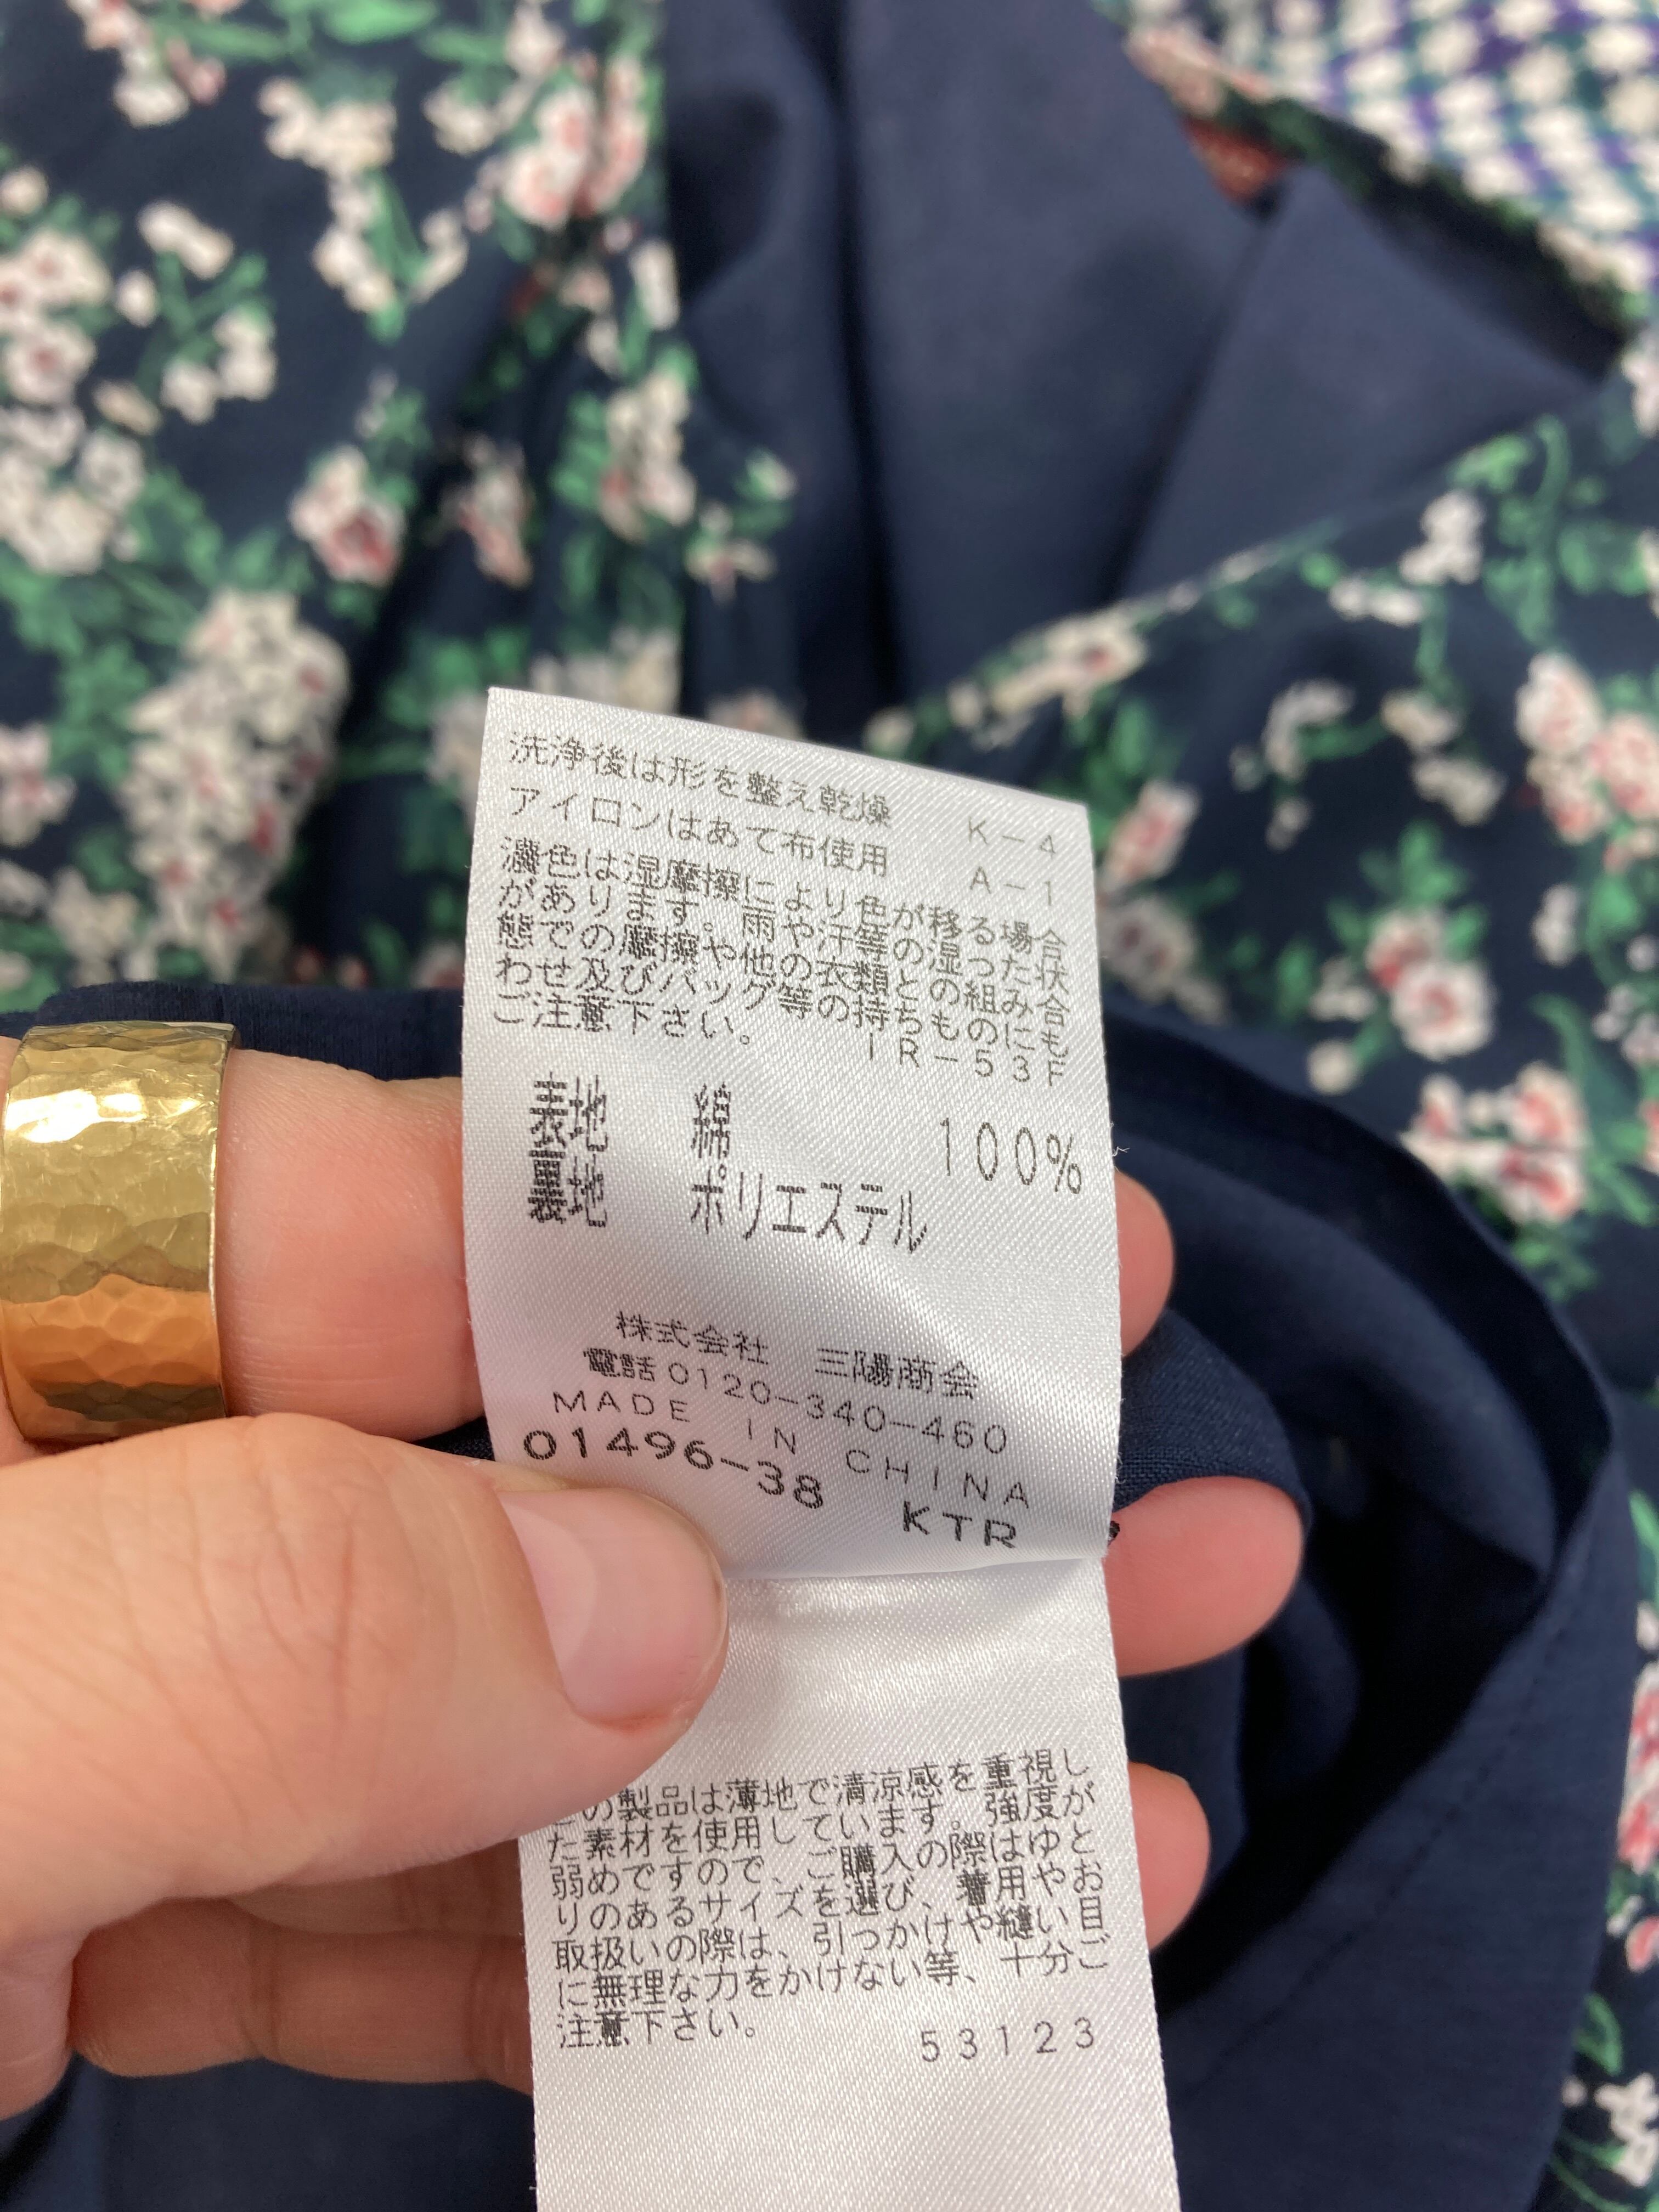 洗浄後は形を整え乾燥 K-4
アイロンはあて布使用 A-1
濃色は湿摩擦により色が移る場合
があります。雨や汗等の湿った状
態での摩擦や他の衣類との組み合
わせ及びバッグ等の持ちものにも
ご注意下さい。 IR-53F
表地 綿 100%
裏地 ポリエステル
株式会社 三陽商会
電話0120-340-460
MADE IN CHINA
01496-38 KTR
の製品は薄地で清涼感を重視し
た素材を使用しています。強度が
弱めですので、ご購入の際はゆと
りのあるサイズを選び、着用やお
取扱いの際は、引っかけや縫い目
に無理な力をかけない等、十分ご
注意下さい。 53123